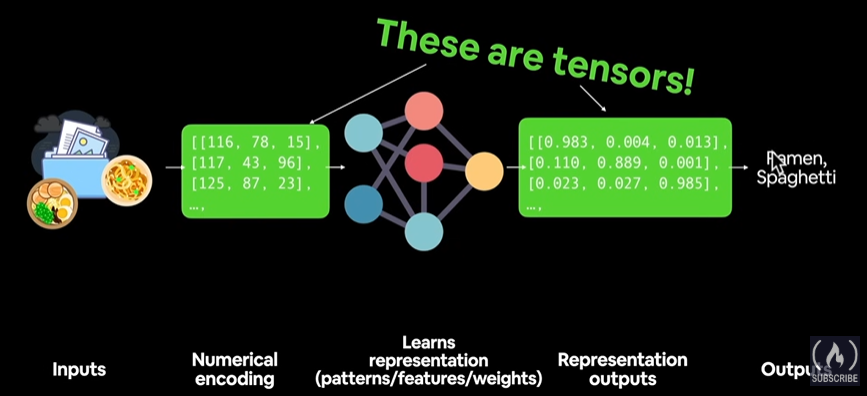 These are tensors!
[[116, 78, 15],
[117, 43, 96],
[125, 87, 23],
…,
[[0.983, 0.004, 0.013],
[0.110, 0.889, 0.001],
[0.023, 0.027, 0.985],
…,
Ramen,
Spaghetti
Inputs
Numerical
encoding
Learns
representation
(patterns/features/weights)
Representation
outputs
Outputs
SUBSCRIBE